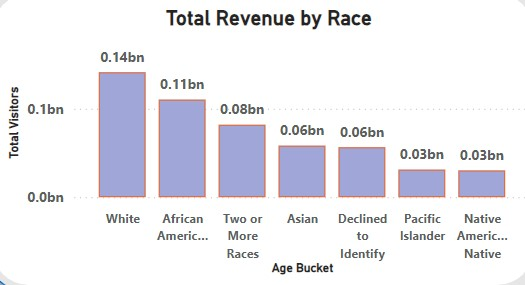 Total Revenue by Race
Total Visitors
0.1bn
0.0bn
0.14bn
0.11bn
0.08bn
0.06bn
0.06bn
0.03bn
0.03bn
White
African
Americ...
Two or
More
Races
Asian
Declined
to
Identify
Pacific
Islander
Native
Americ...
Native
Age Bucket